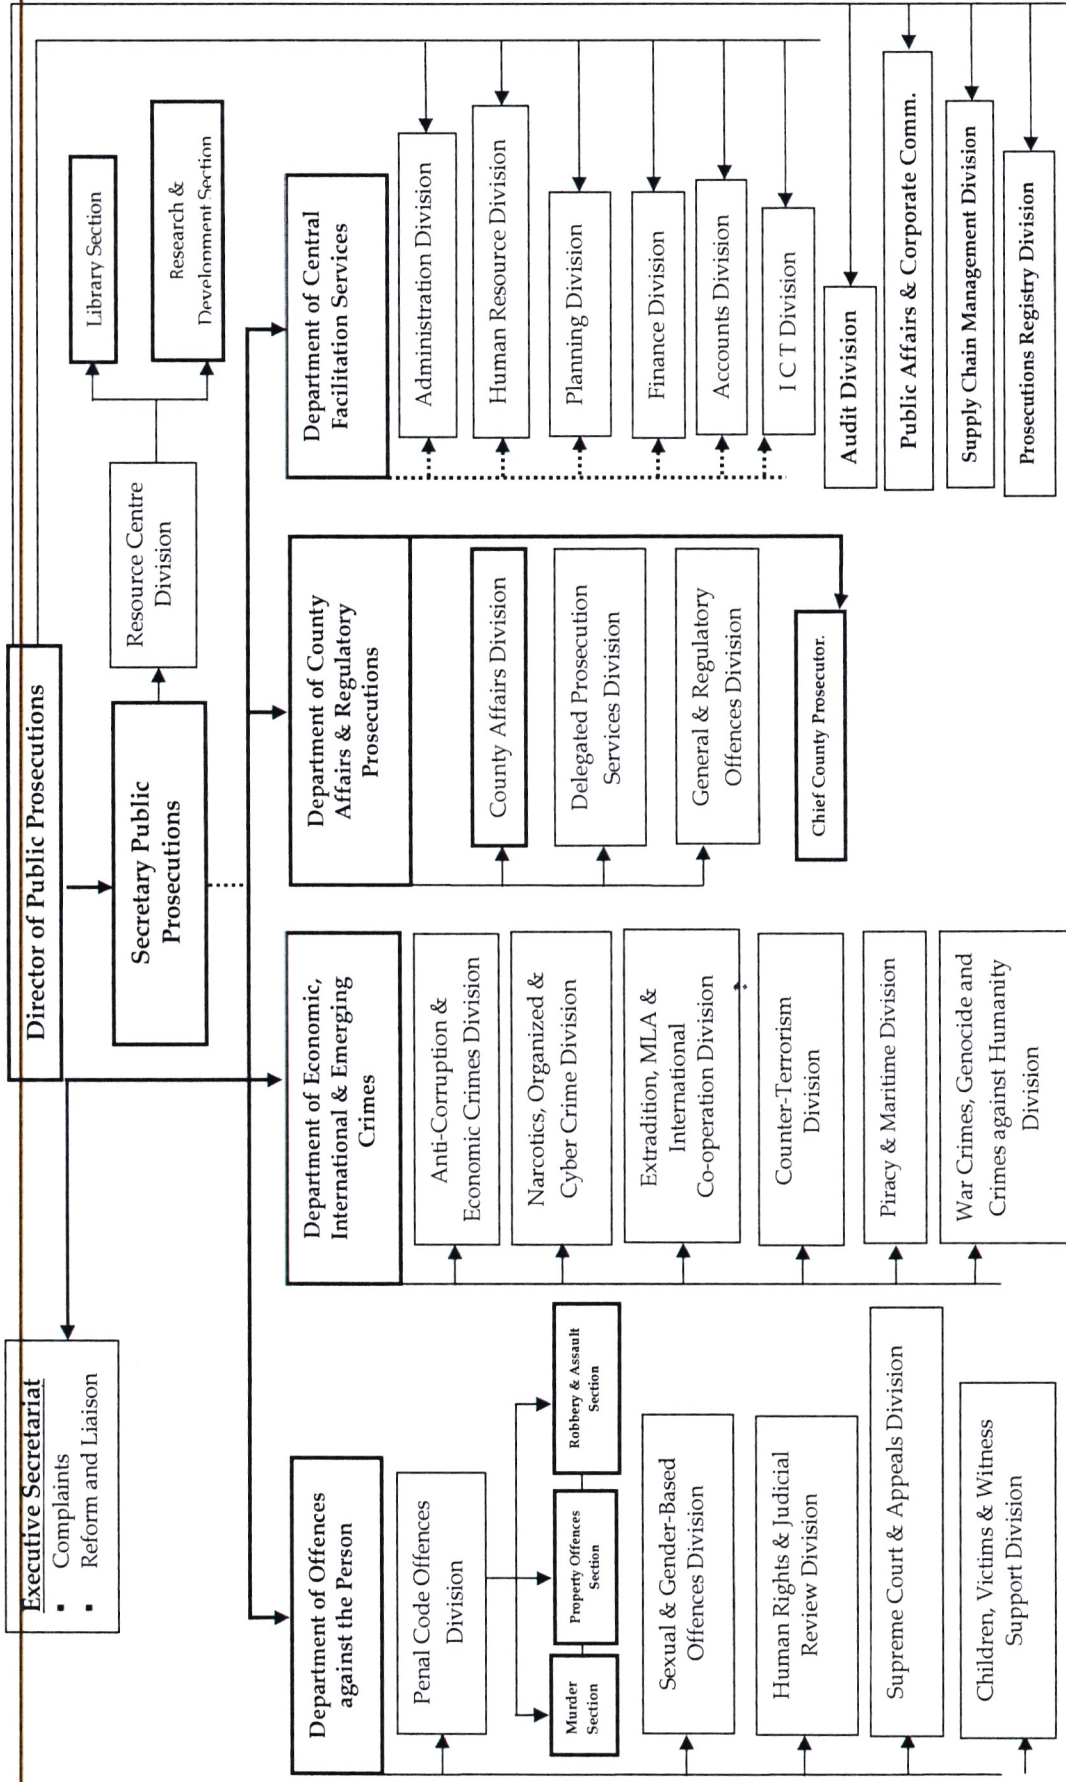 Director of Public Prosecutions
Executive Secretariat
▪ Complaints
▪ Reform and Liaison
Secretary Public
Prosecutions
Resource Centre
Division
Library Section
Research &
Development Section
Department of Offences
against the Person
Penal Code Offences
Division
Murder
Section
Property Offences
Section
Robbery & Assault
Section
Sexual & Gender-Based
Offences Division
Human Rights & Judicial
Review Division
Supreme Court & Appeals Division
Children, Victims & Witness
Support Division
Department of Economic,
International & Emerging
Crimes
Anti-Corruption &
Economic Crimes Division
Narcotics, Organized &
Cyber Crime Division
Extradition, MLA &
International
Co-operation Division
Counter-Terrorism
Division
Piracy & Maritime Division
War Crimes, Genocide and
Crimes against Humanity
Division
Department of County
Affairs & Regulatory
Prosecutions
County Affairs Division
Delegated Prosecution
Services Division
General & Regulatory
Offences Division
Chief County Prosecutor.
Department of Central
Facilitation Services
Administration Division
Human Resource Division
Planning Division
Finance Division
Accounts Division
I C T Division
Audit Division
Public Affairs & Corporate Comm.
Supply Chain Management Division
Prosecutions Registry Division